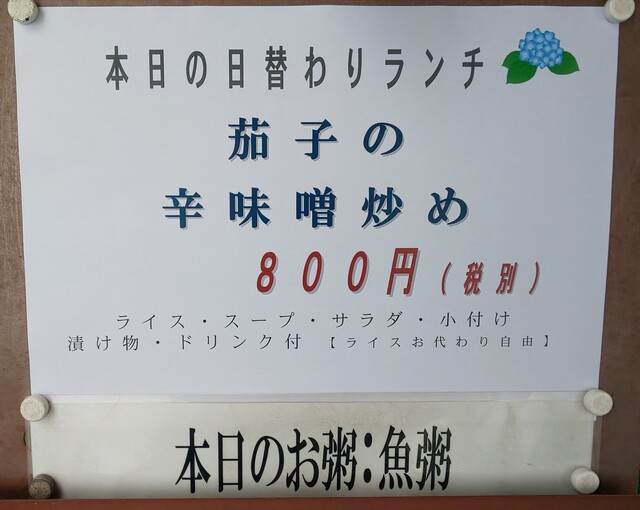 本日の日替わりランチ
茄子の
辛味噌炒め
８００円（税別）
ライス・スープ・サラダ・小付け
漬け物・ドリンク付【ライスお代わり自由】
本日のお粥:魚粥